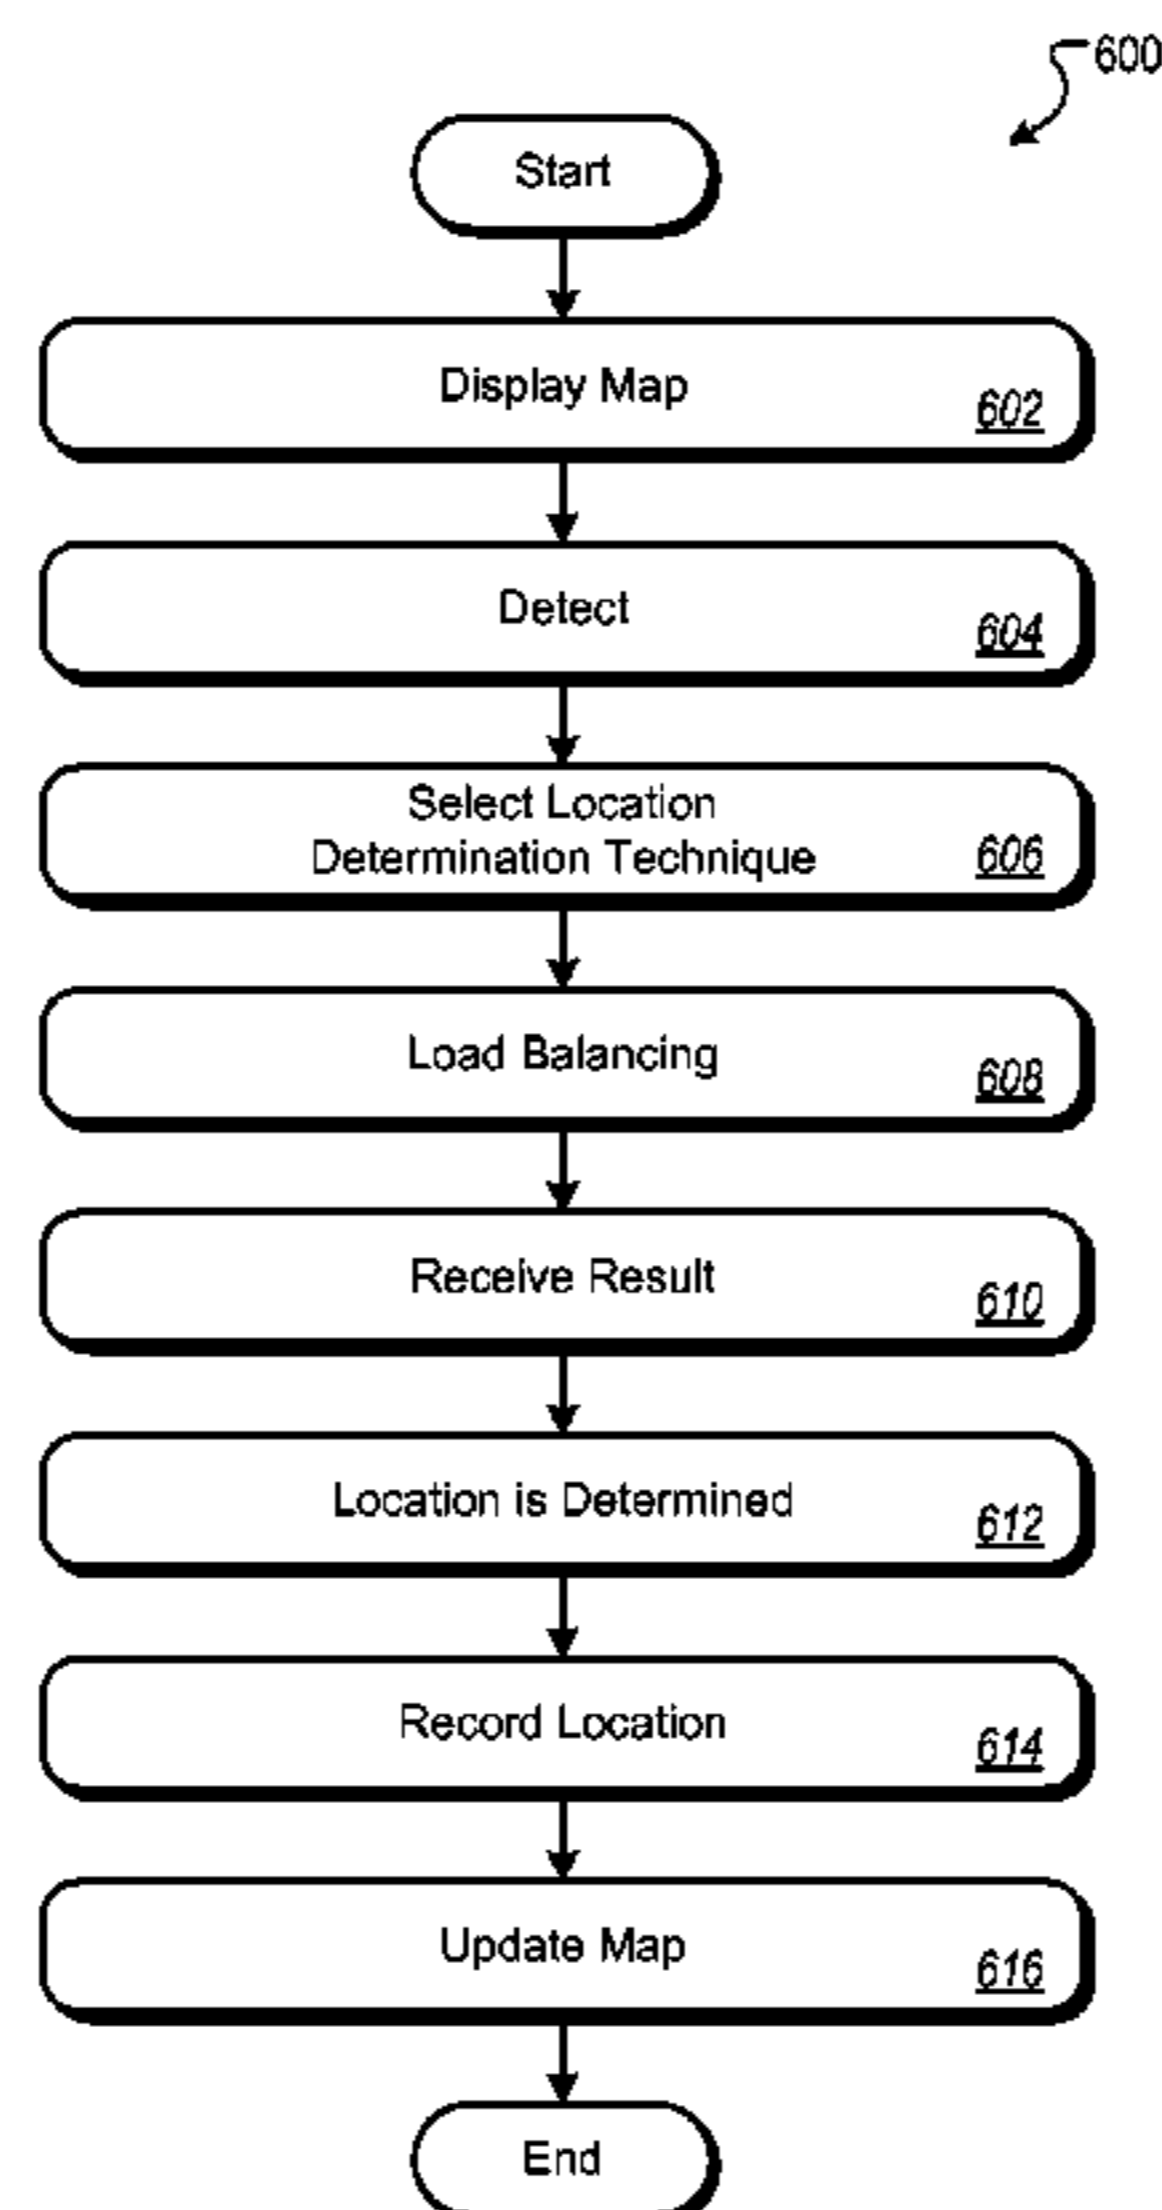 600
Start
Display Map
602
Detect
604
Select Location
Determination Technique
606
Load Balancing
608
Receive Result
610
Location is Determined
612
Record Location
614
Update Map
616
End